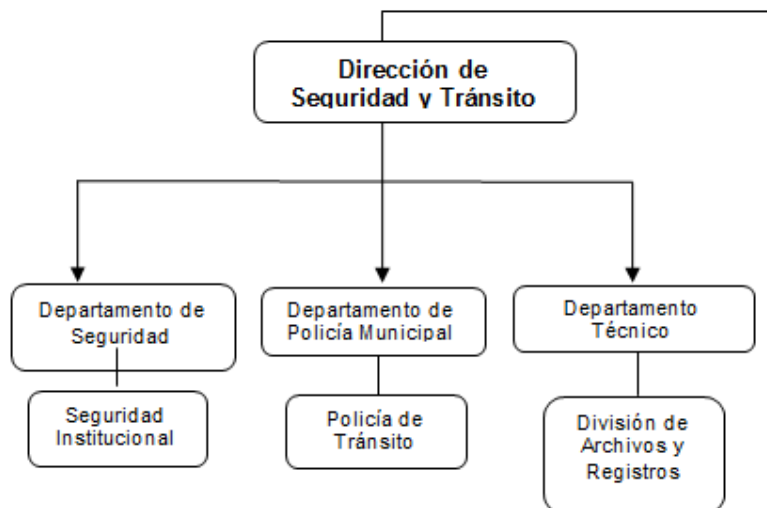 Dirección de
Seguridad y Tránsito
Departamento de
Seguridad
Departamento de
Policía Municipal
Departamento
Técnico
Seguridad
Institucional
Policía de
Tránsito
División de
Archivos y
Registros